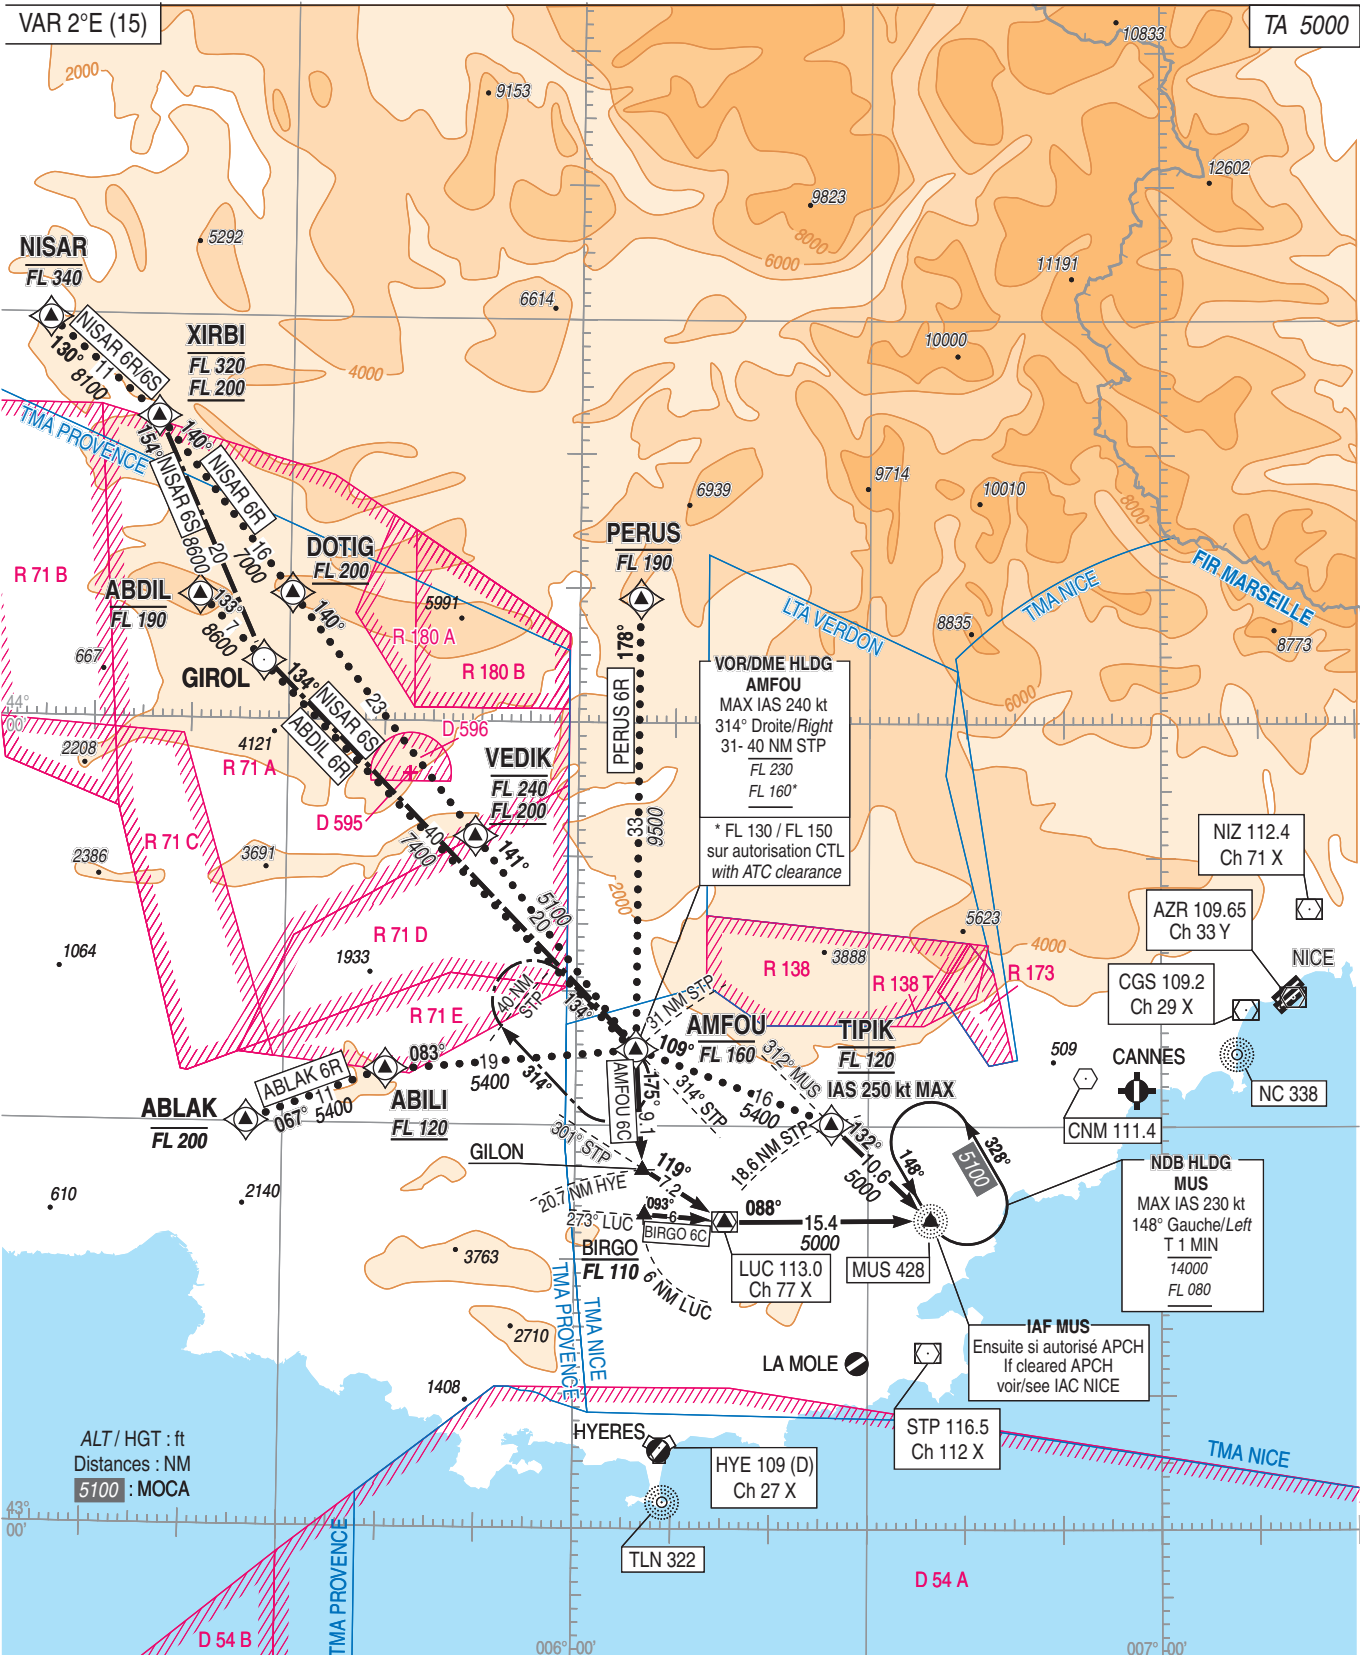 VAR 2°E (15)
TA 5000
10833
2000
9153
12602
9823
5292
8000
6000
11191
NISAR
FL 340
6614
XIRBI
FL 320
FL 200
10000
NISAR 6R/6S
130°
11
8100
4000
TMA PROVENCE
154°
140°
NISAR 6S
NISAR 6R
20
8600
16
7000
9714
6939
10010
8000
PERUS
FL 190
DOTIG
FL 200
R 71 B
ABDIL
FL 190
133°
7
8600
140°
5991
R 180 A
178°
LTA VERDON
TMA NICE
FIR MARSEILLE
8835
8773
667
GIROL
134°
R 180 B
23
PERUS 6R
6000
VOR/DME HLDG
AMFOU
MAX IAS 240 kt
314° Droite/Right
31- 40 NM STP
FL 230
FL 160*
* FL 130 / FL 150
sur autorisation CTL
with ATC clearance
44°
00'
NISAR 6S
ABDIL 6R
D 596
2208
4121
R 71 A
VEDIK
FL 240
FL 200
D 595
40
7400
33
9500
R 71 C
3691
2386
141°
NIZ 112.4
Ch 71 X
2000
5100
20
AZR 109.65
Ch 33 Y
5623
4000
R 71 D
1064
1933
3888
R 138
R 138 T
R 173
NICE
CGS 109.2
Ch 29 X
40 NM
STP
134°
31 NM STP
R 71 E
AMFOU
FL 160
TIPIK
FL 120
IAS 250 kt MAX
083°
19
5400
109°
312° MUS
509
CANNES
NC 338
ABLAK 6R
11
067°
5400
ABILI
FL 120
314°
AMFOU 6C
175°
9.1
314° STP
16
5400
ABLAK
FL 200
CNM 111.4
301° STP
18.6 NM STP
132°
10.6
5000
148°
328°
5100
GILON
119°
7.2
20.7 NM HYE
NDB HLDG
MUS
MAX IAS 230 kt
148° Gauche/Left
T 1 MIN
14000
FL 080
610
2140
093°
6
273° LUC
BIRGO 6C
088°
15.4
5000
BIRGO
FL 110
3763
6 NM LUC
LUC 113.0
Ch 77 X
MUS 428
TMA PROVENCE
TMA NICE
2710
IAF MUS
Ensuite si autorisé APCH
If cleared APCH
voir/see IAC NICE
LA MOLE
1408
HYERES
STP 116.5
Ch 112 X
ALT / HGT : ft
Distances : NM
5100 : MOCA
HYE 109 (D)
Ch 27 X
TMA NICE
43°
00'
TLN 322
TMA PROVENCE
D 54 A
D 54 B
006° 00'
007° 00'